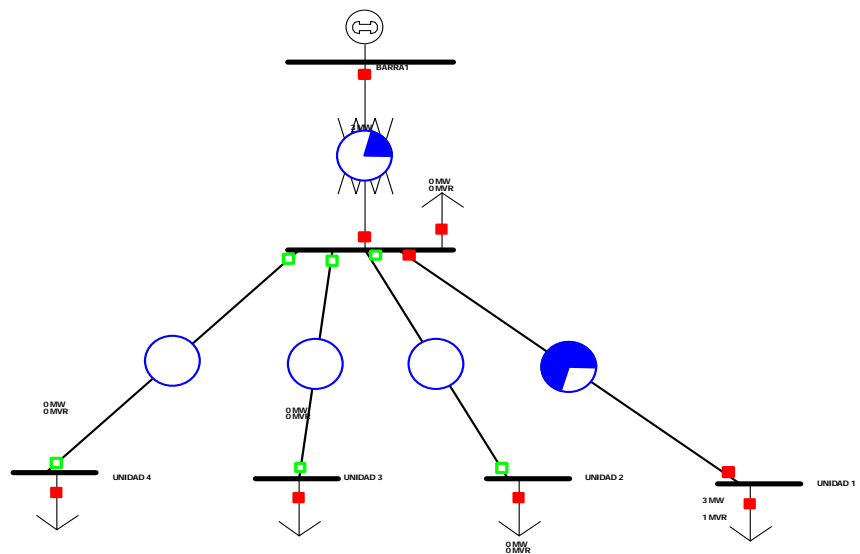 BARRA1
3 MW
0 MW
0 MVR
0 MW
0 MVR
0 MW
0 MVR
UNIDAD 4
UNIDAD 3
UNIDAD 2
UNIDAD 1
3 MW
1 MVR
0 MW
0 MVR